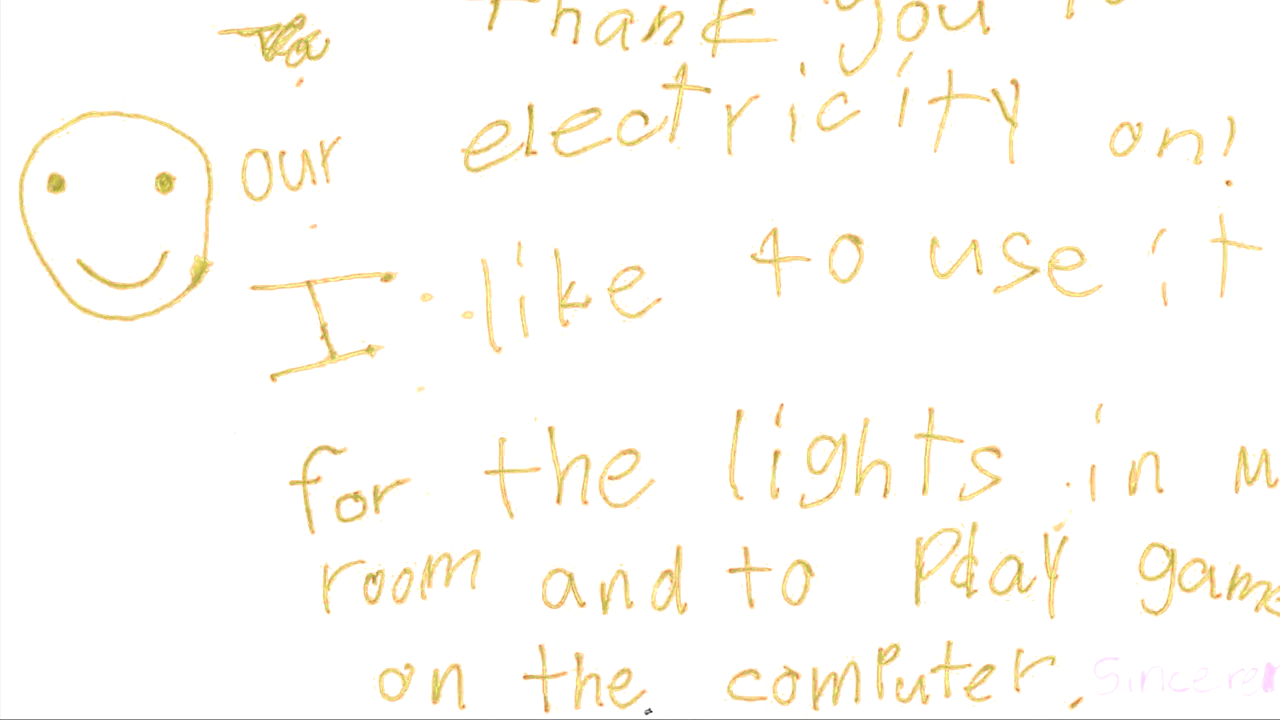 Thank you
our electricity on!
I like to use it
for the lights in
room and to Play game
on the computer. Sincerel